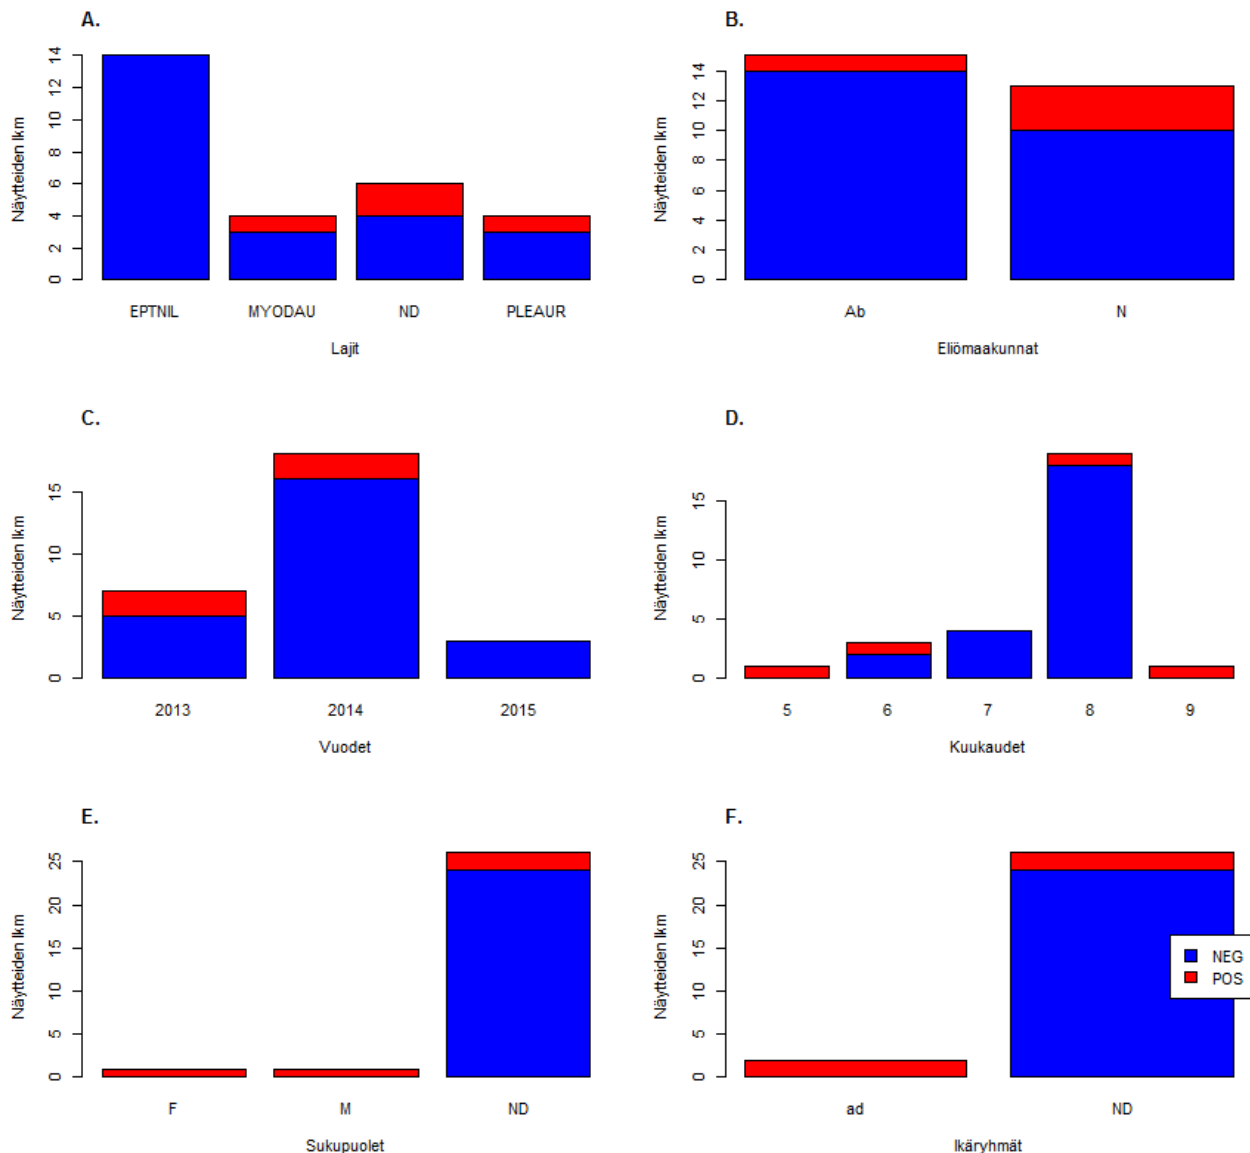 A.
Näytteiden lkm
0 2 4 6 8 10 12 14
EPTNIL MYODAU ND PLEAUR
Lajit
B.
Näytteiden lkm
0 2 4 6 8 10 12 14
Ab N
Eliömaakunnat
C.
Näytteiden lkm
0 5 10 15
2013 2014 2015
Vuodet
D.
Näytteiden lkm
0 5 10 15
5 6 7 8 9
Kuukaudet
E.
Näytteiden lkm
0 5 10 15 20 25
F M ND
Sukupuolet
F.
Näytteiden lkm
0 5 10 15 20 25
ad ND
Ikäryhmät
NEG
POS